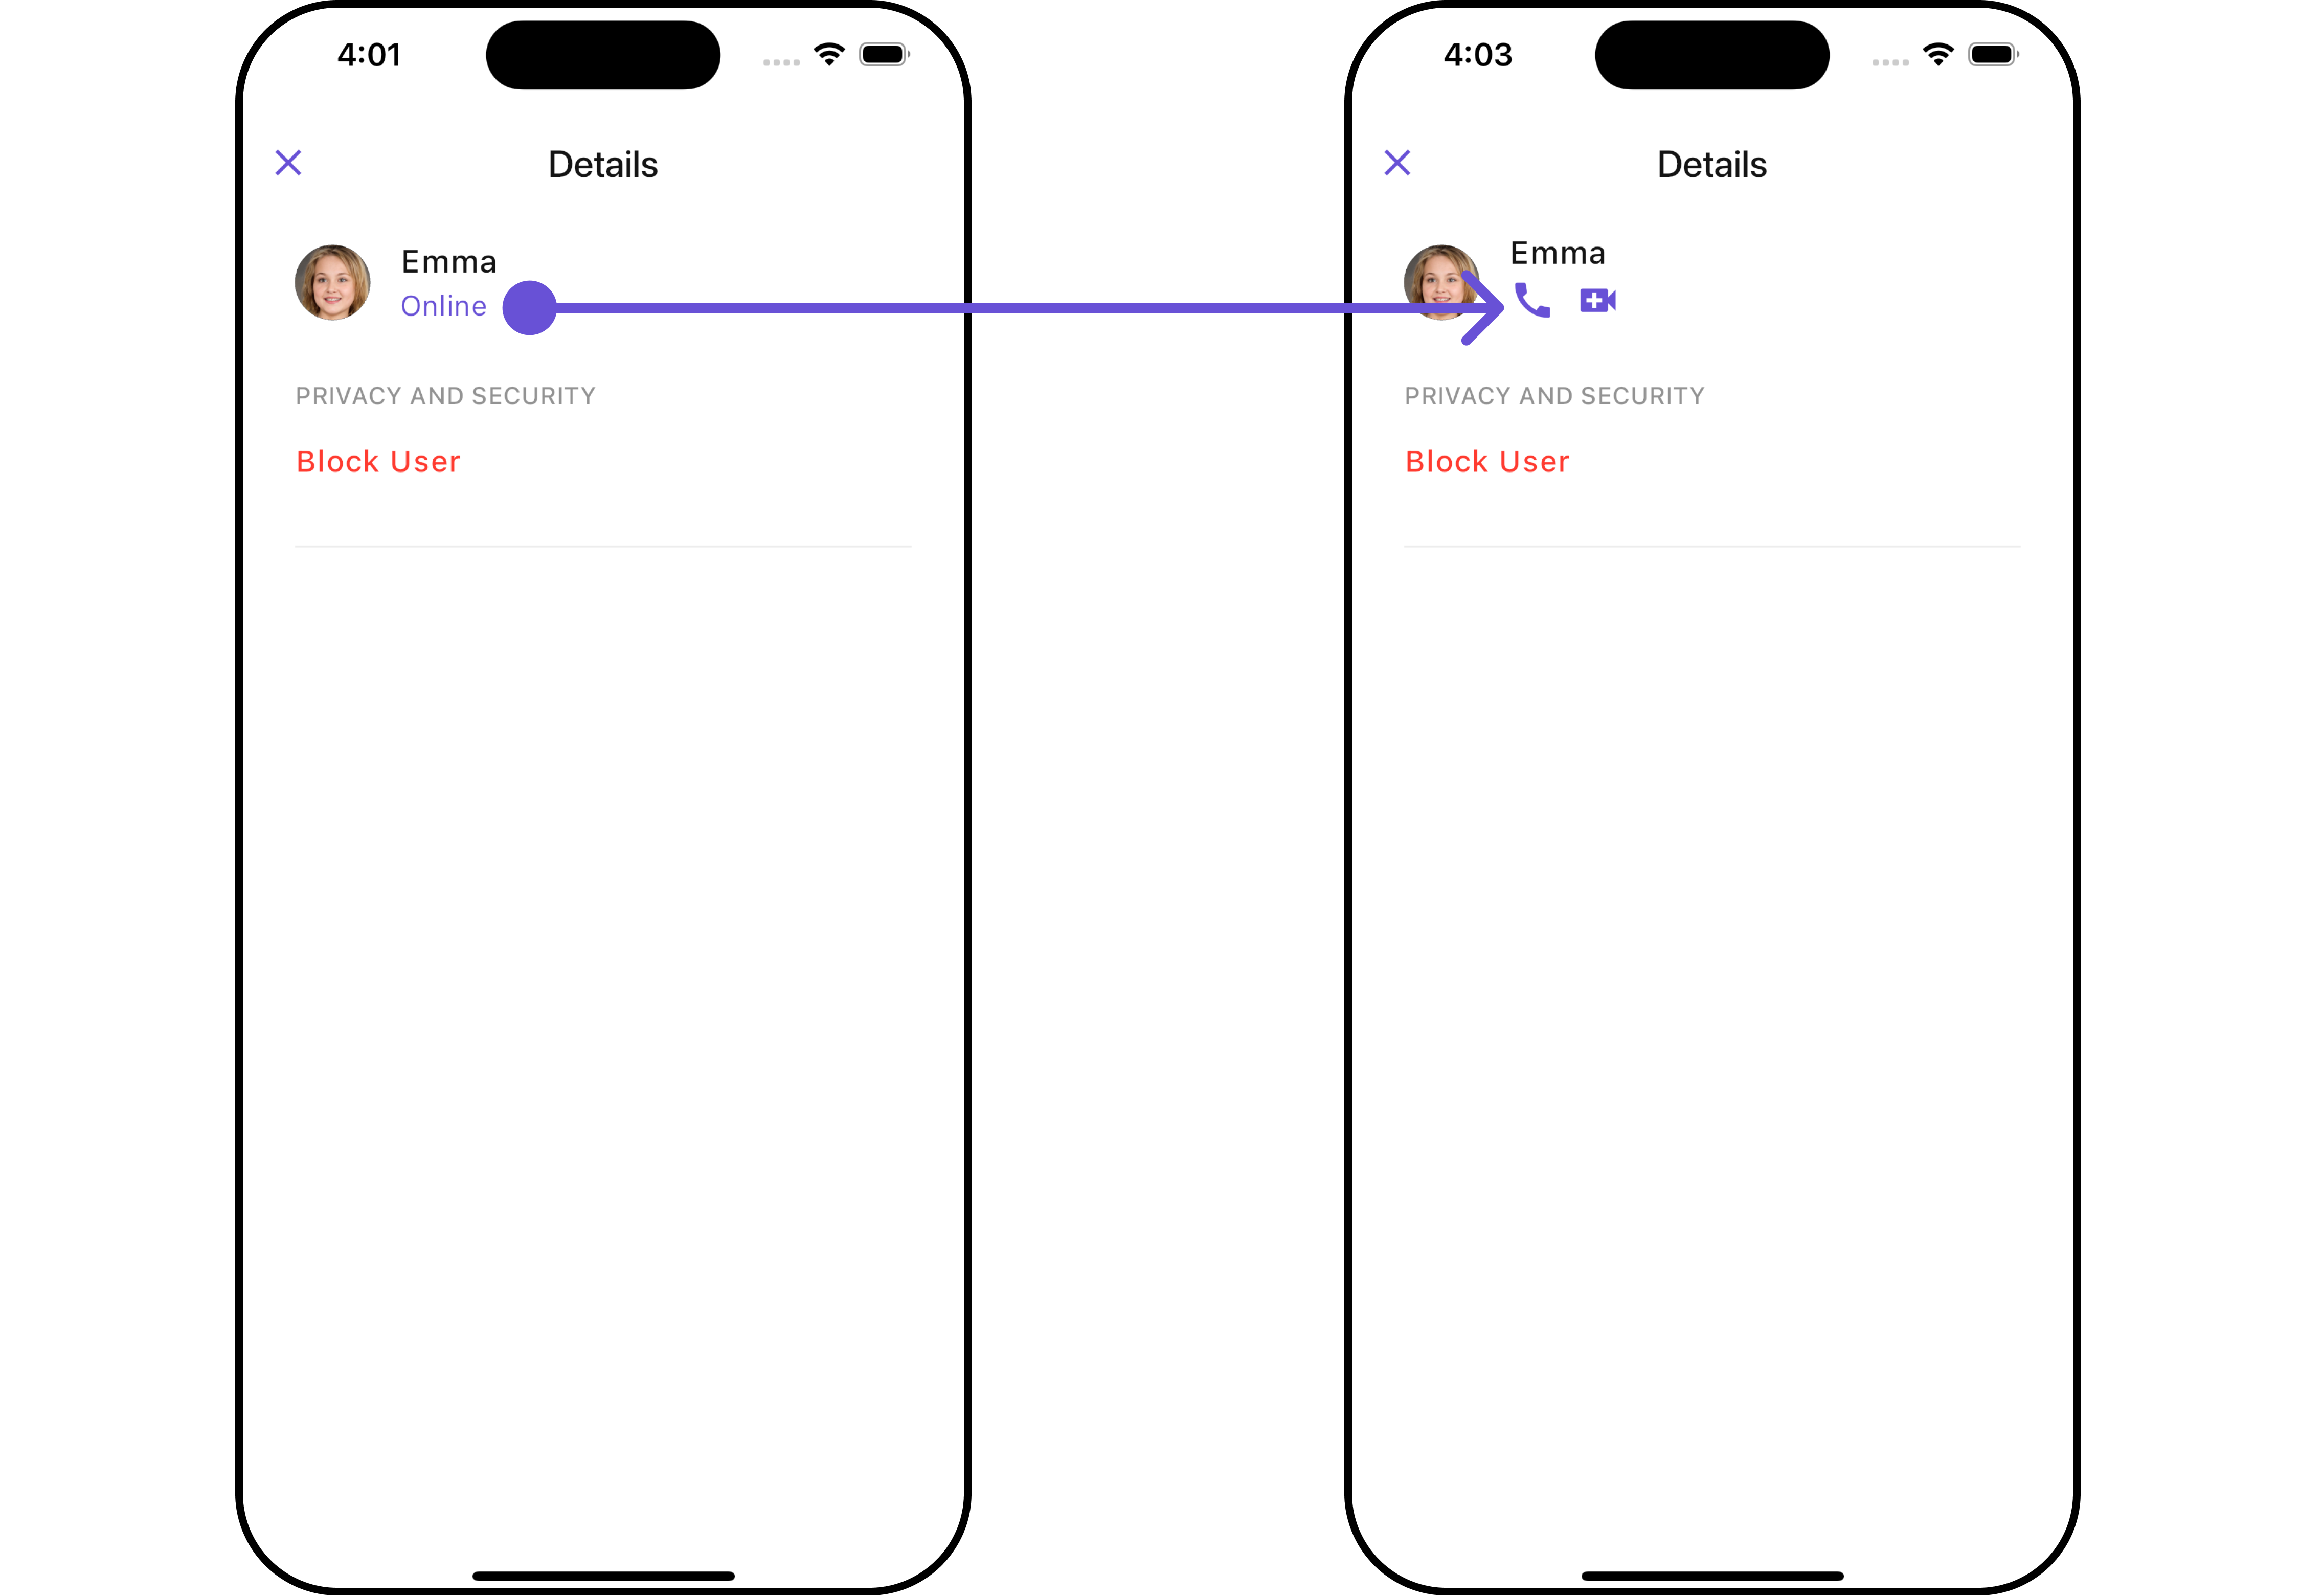 4:01
Details
Emma
Online
PRIVACY AND SECURITY
Block User
4:03
Details
Emma
PRIVACY AND SECURITY
Block User